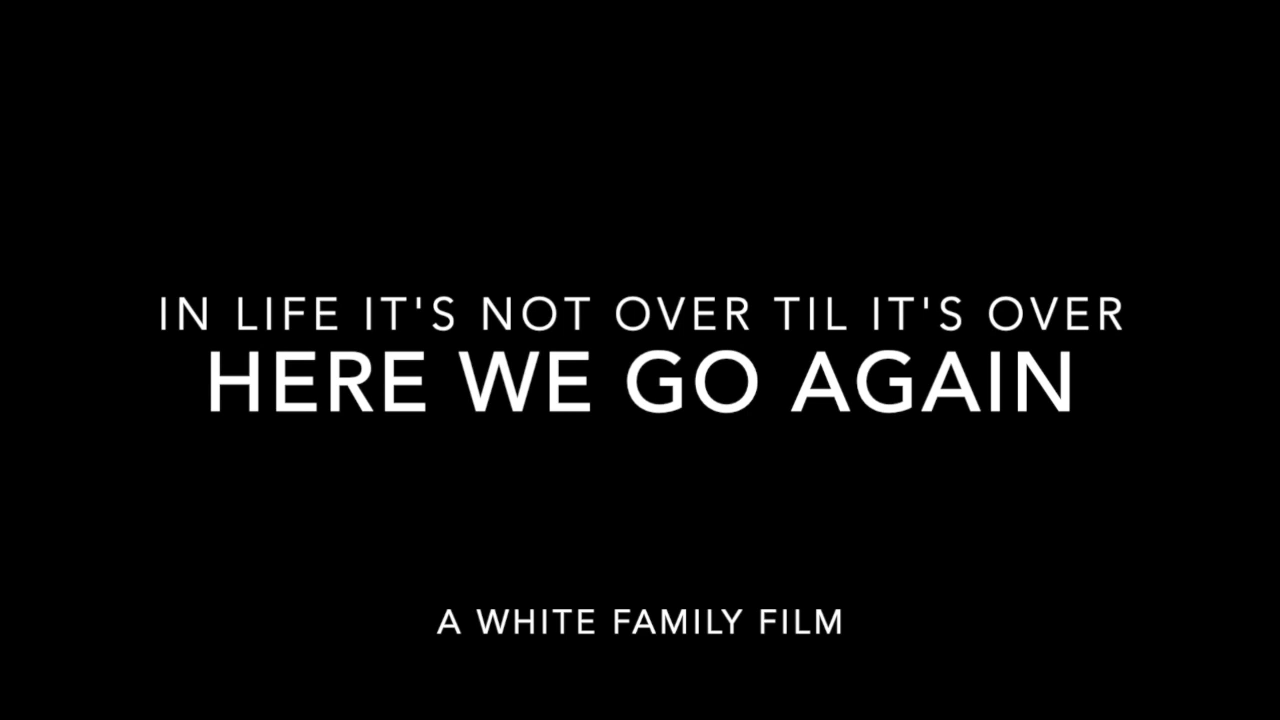 IN LIFE IT'S NOT OVER TIL IT'S OVER
HERE WE GO AGAIN
A WHITE FAMILY FILM